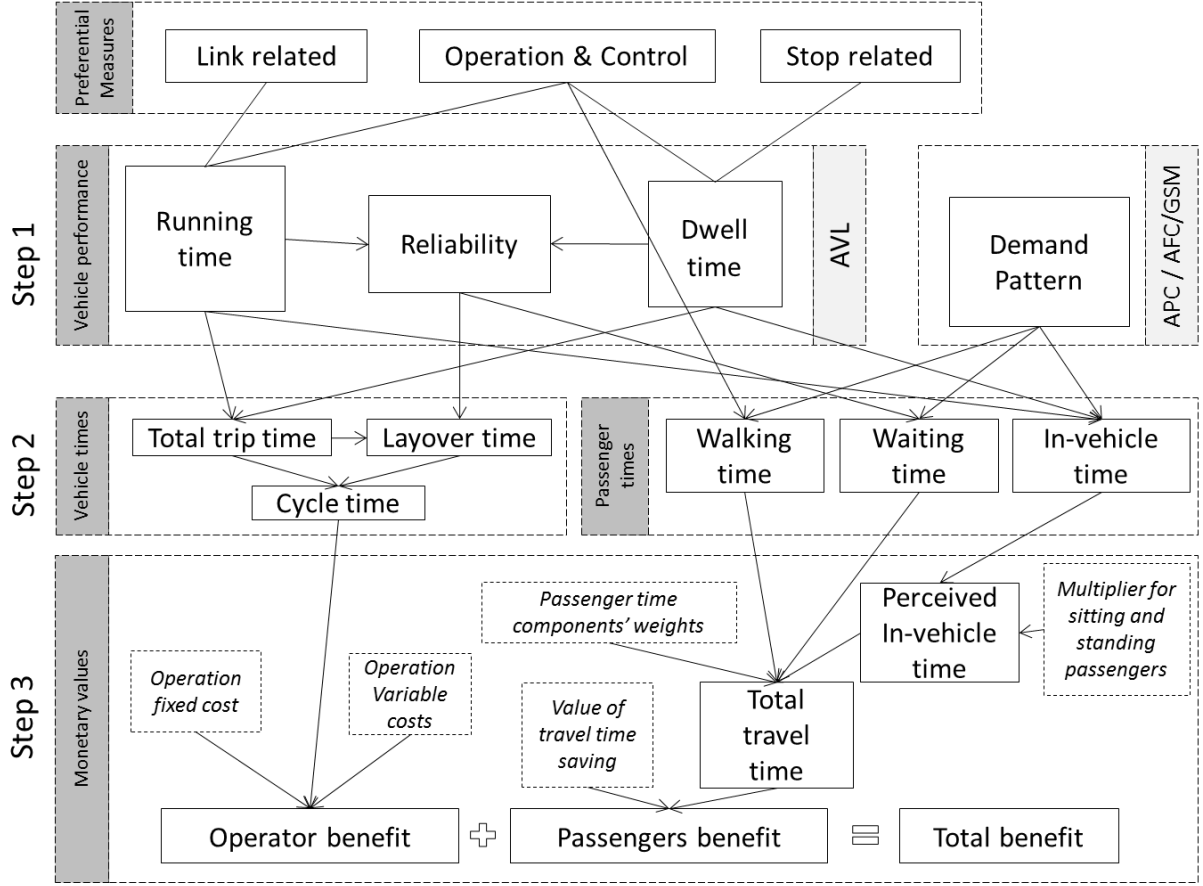 Preferential
Measures
Link related
Operation & Control
Stop related
Step 1
Vehicle performance
Running
time
Reliability
Dwell
time
AVL
Demand
Pattern
APC / AFC/GSM
Step 2
Vehicle times
Total trip time
Layover time
Cycle time
Passenger
times
Walking
time
Waiting
time
In-vehicle
time
Step 3
Monetary values
Passenger time
components’ weights
Perceived
In-vehicle
time
Multiplier for
sitting and
standing
passengers
Operation
fixed cost
Operation
Variable
costs
Value of
travel time
saving
Total
travel
time
Operator benefit
+
Passengers benefit
=
Total benefit